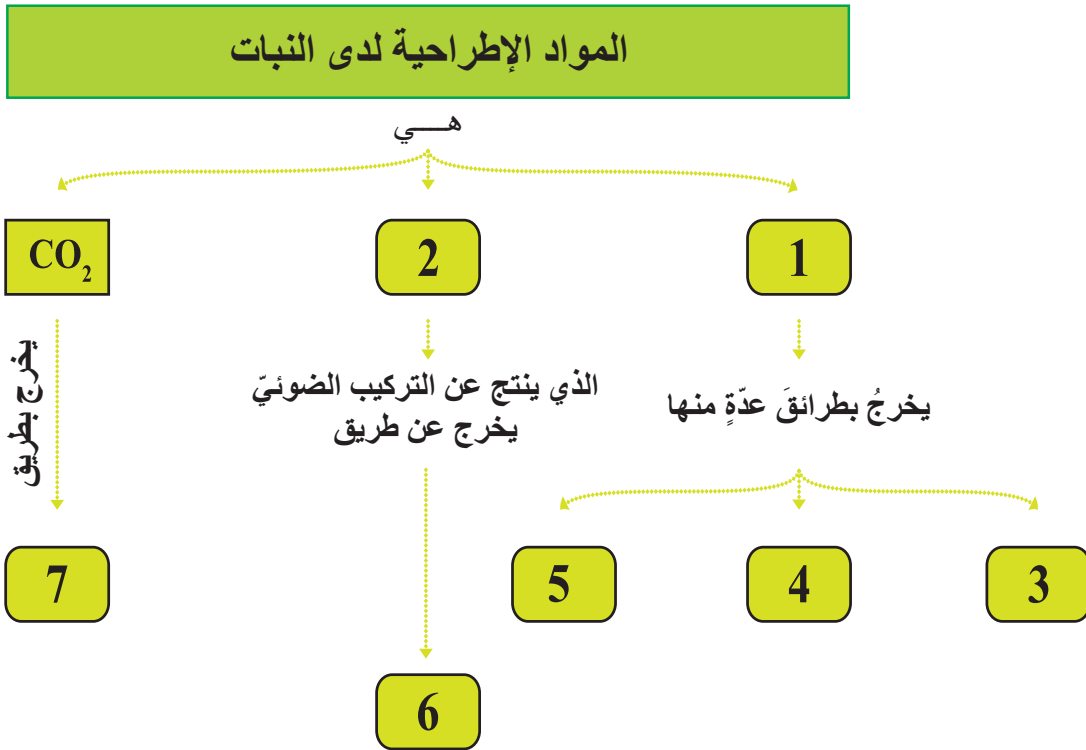 المواد الإطراحية لدى النبات
هــــي
1
2
CO₂
يخرجُ بطرائقَ عدّةٍ منها
الذي ينتج عن التركيب الضوئيّ
يخرج عن طريق
يخرج بطريق
3
4
5
7
6